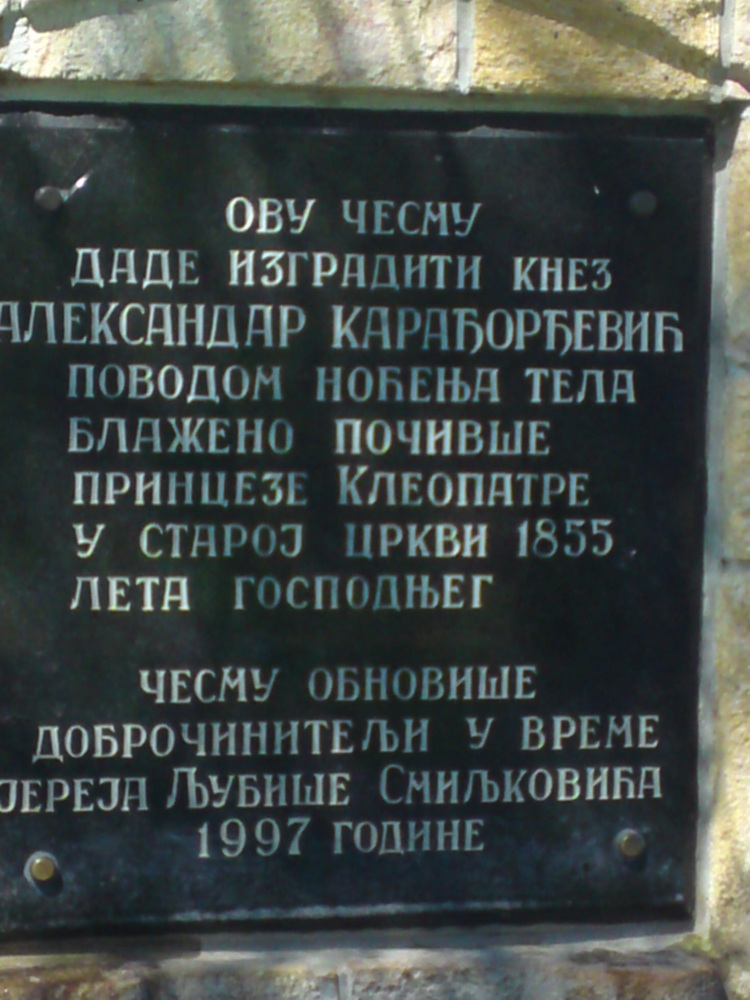 ОВУ ЧЕСМУ
ДАДЕ ИЗГРАДИТИ КНЕЗ
АЛЕКСАНДАР КАРАЂОРЂЕВИЋ
ПОВОДОМ НОЋЕЊА ТЕЛА
БЛАЖЕНО ПОЧИВШЕ
ПРИНЦЕЗЕ КЛЕОПАТРЕ
У СТАРОЈ ЦРКВИ 1855.
ЛЕТА ГОСПОДЊЕГ
ЧЕСМУ ОБНОВИШЕ
ДОБРОЧИНИТЕЉИ У ВРЕМЕ
ЈЕРЕЈА ЉУБИШЕ СМИЉКОВИЋА
1997 ГОДИНЕ